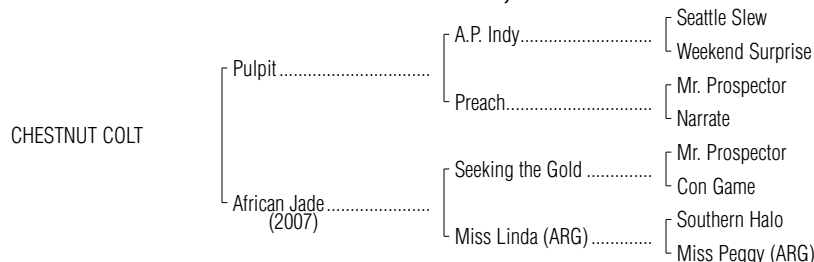 Seattle Slew
A.P. Indy
Weekend Surprise
Pulpit
Mr. Prospector
Preach
Narrate
CHESTNUT COLT
Mr. Prospector
Seeking the Gold
Con Game
African Jade
(2007)
Southern Halo
Miss Linda (ARG)
Miss Peggy (ARG)